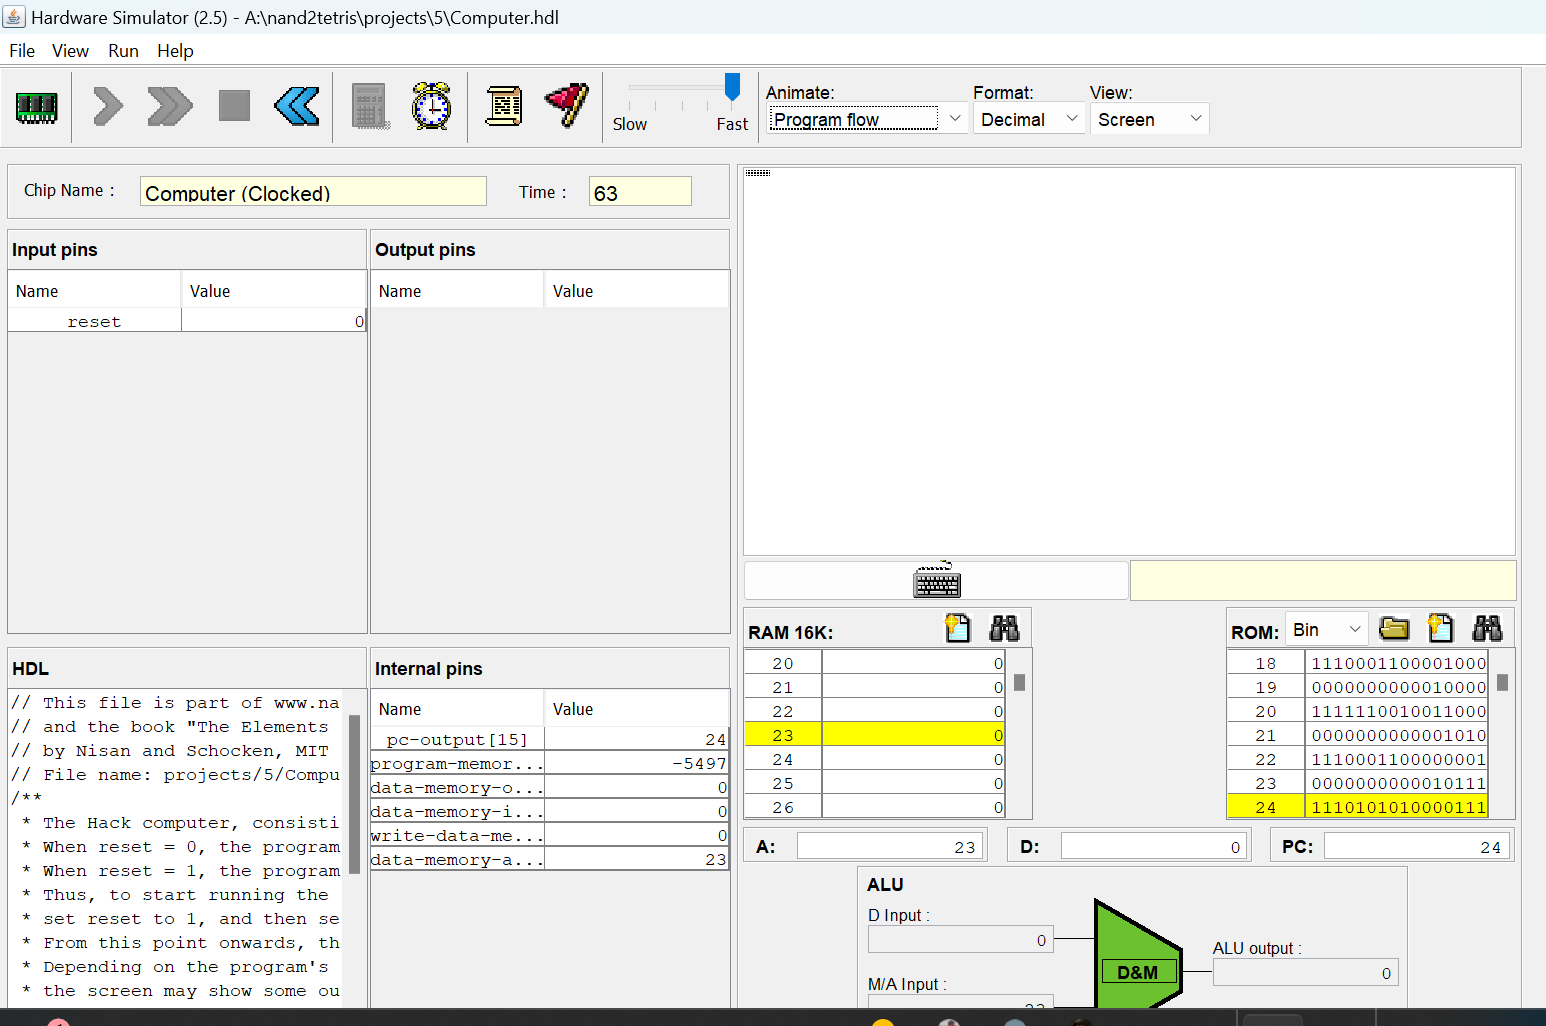 Hardware Simulator (2.5) - A:\nand2tetris\projects\5\Computer.hdl
File View Run Help
Slow Fast
Animate: Format: View:
Program flow Decimal Screen
Chip Name : Computer (Clocked) Time : 63
Input pins
Name Value
reset 0
Output pins
Name Value
HDL
// This file is part of www.na
// and the book "The Elements
// by Nisan and Schocken, MIT
// File name: projects/5/Compu
/**
* The Hack computer, consisti
* When reset = 0, the program
* When reset = 1, the program
* Thus, to start running the
* set reset to 1, and then se
* From this point onwards, th
* Depending on the program's
* the screen may show some ou
Internal pins
Name Value
pc-output[15] 24
program-memor... -5497
data-memory-o... 0
data-memory-i... 0
write-data-me... 0
data-memory-a... 23
RAM 16K:
20 0
21 0
22 0
23 0
24 0
25 0
26 0
ROM: Bin
18 1110001100001000
19 0000000000010000
20 1111110010011000
21 0000000000001010
22 1110001100000001
23 0000000000010111
24 1110101010000111
A: 23
D: 0
PC: 24
ALU
D Input :
0
M/A Input :
23
D&M
ALU output :
0